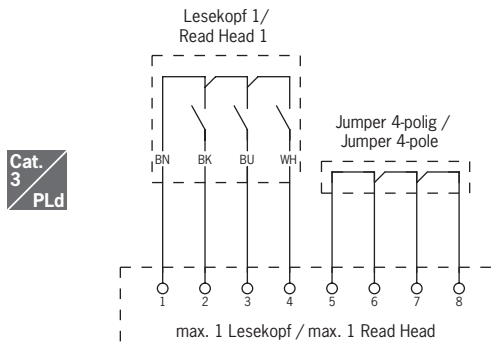 Lesekopf 1/
Read Head 1
Jumper 4-polig /
Jumper 4-pole
BN BK BU WH
Cat.
3
PLd
1 2 3 4 5 6 7 8
max. 1 Lesekopf / max. 1 Read Head